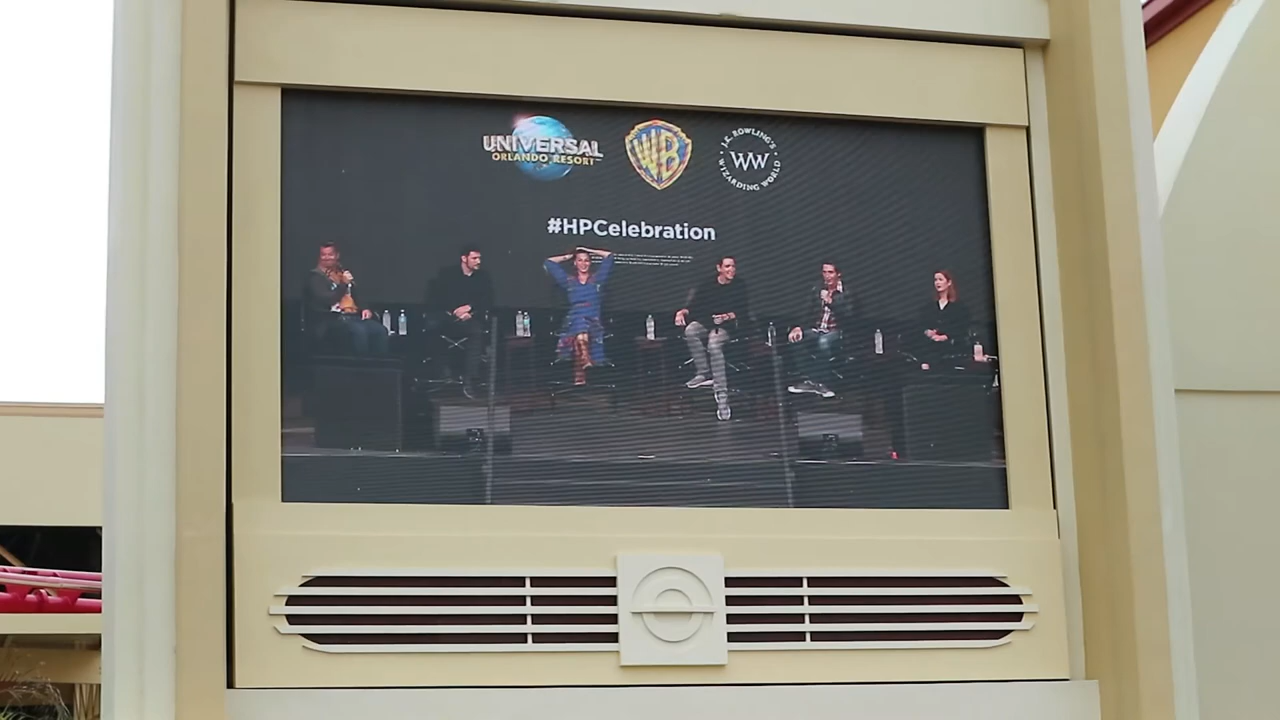 UNIVERSAL
ORLANDO RESORT
WB
J.K. ROWLING'S
WW
WIZARDING WORLD
#HPCelebration